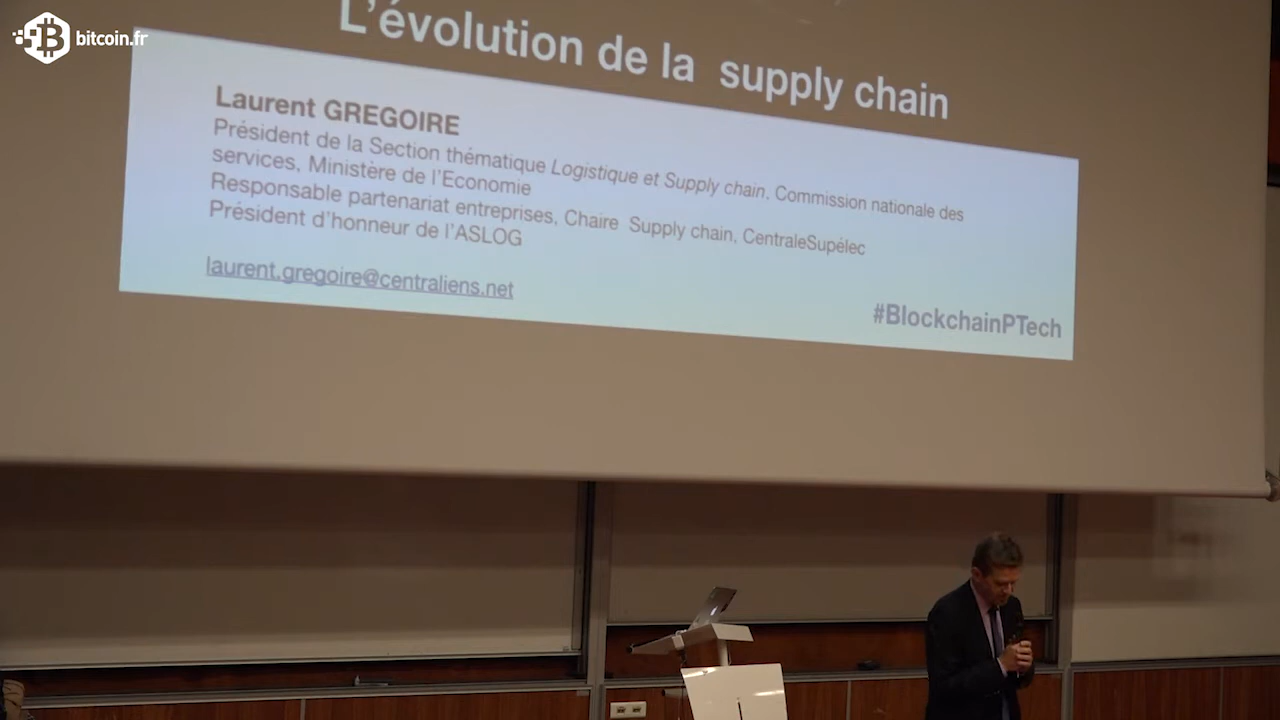 bitcoin.fr
L'évolution de la supply chain
Laurent GREGOIRE
Président de la Section thématique Logistique et Supply chain, Commission nationale des
services, Ministère de l'Economie
Responsable partenariat entreprises, Chaire Supply chain, CentraleSupélec
Président d'honneur de l'ASLOG
laurent.gregoire@centraliens.net
#BlockchainPTech